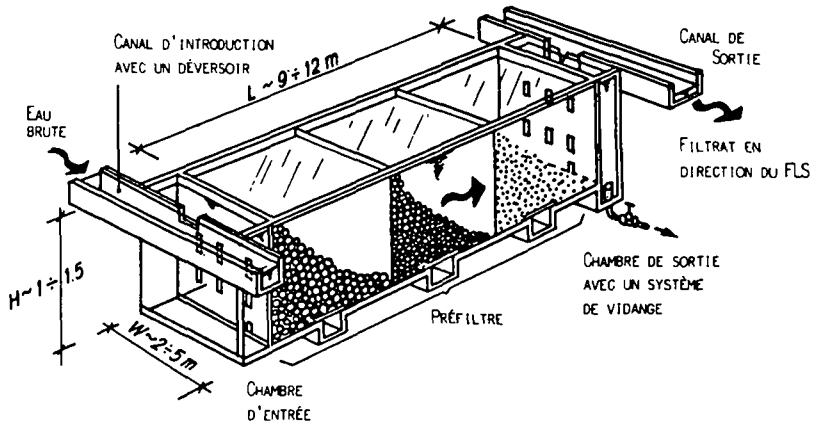 CANAL D'INTRODUCTION
AVEC UN DÉVERSOIR
L ~ 9 ÷ 12 m
CANAL DE
SORTIE
EAU
BRUTE
FILTRAT EN
DIRECTION DU FLS
H ~ 1 ÷ 1.5
W ~ 2 ÷ 5 m
PRÉFILTRE
CHAMBRE DE SORTIE
AVEC UN SYSTÈME
DE VIDANGE
CHAMBRE
D'ENTRÉE